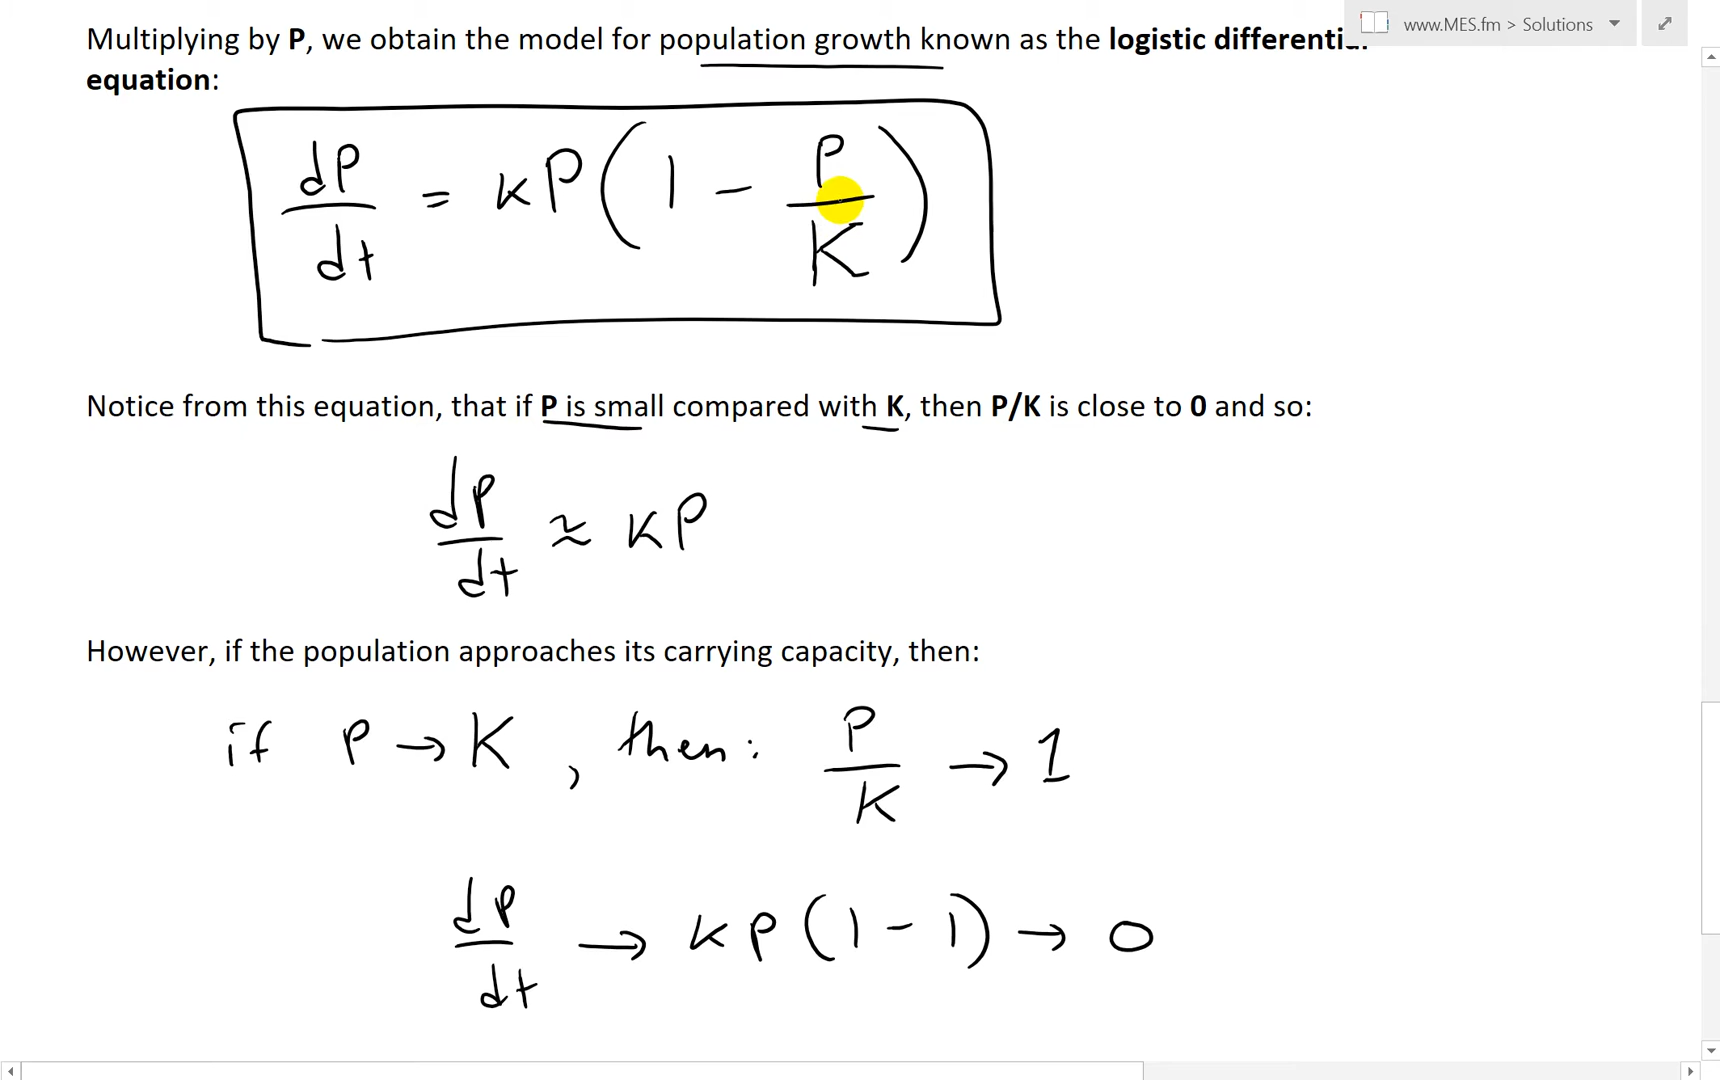 www.MES.fm > Solutions
Multiplying by P, we obtain the model for population growth known as the logistic differential
equation:
dP/dt = kP(1 - P/K)
Notice from this equation, that if P is small compared with K, then P/K is close to 0 and so:
dP/dt ≈ kP
However, if the population approaches its carrying capacity, then:
if P → K, then: P/K → 1
dP/dt → kP(1 - 1) → 0